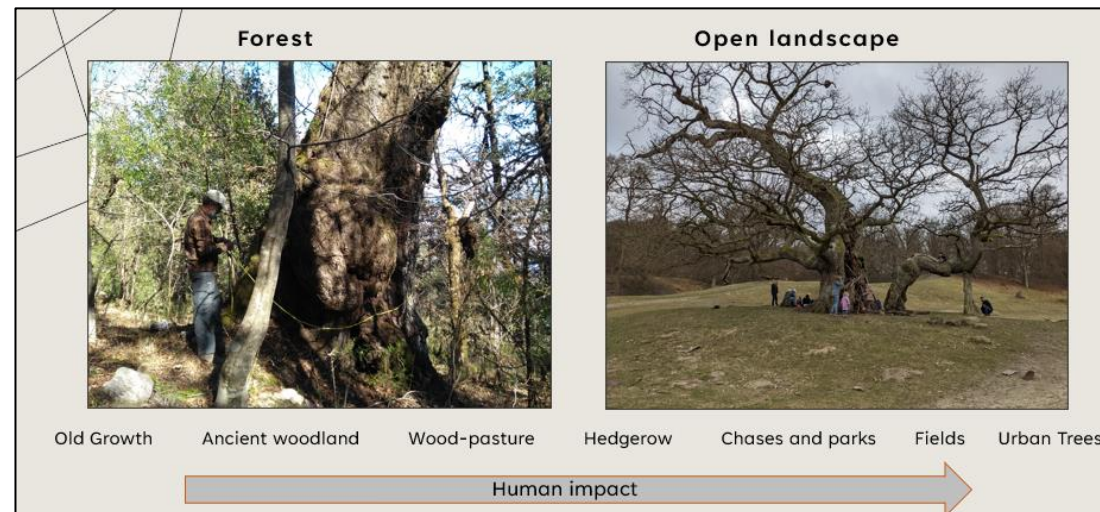 Forest Open landscape
Old Growth Ancient woodland Wood-pasture Hedgerow Chases and parks Fields Urban Trees
Human impact